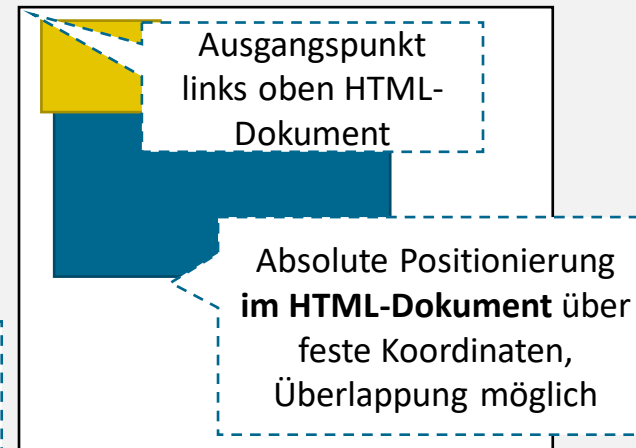 Ausgangspunkt
links oben HTML-
Dokument
Absolute Positionierung
im HTML-Dokument über
feste Koordinaten,
Überlappung möglich